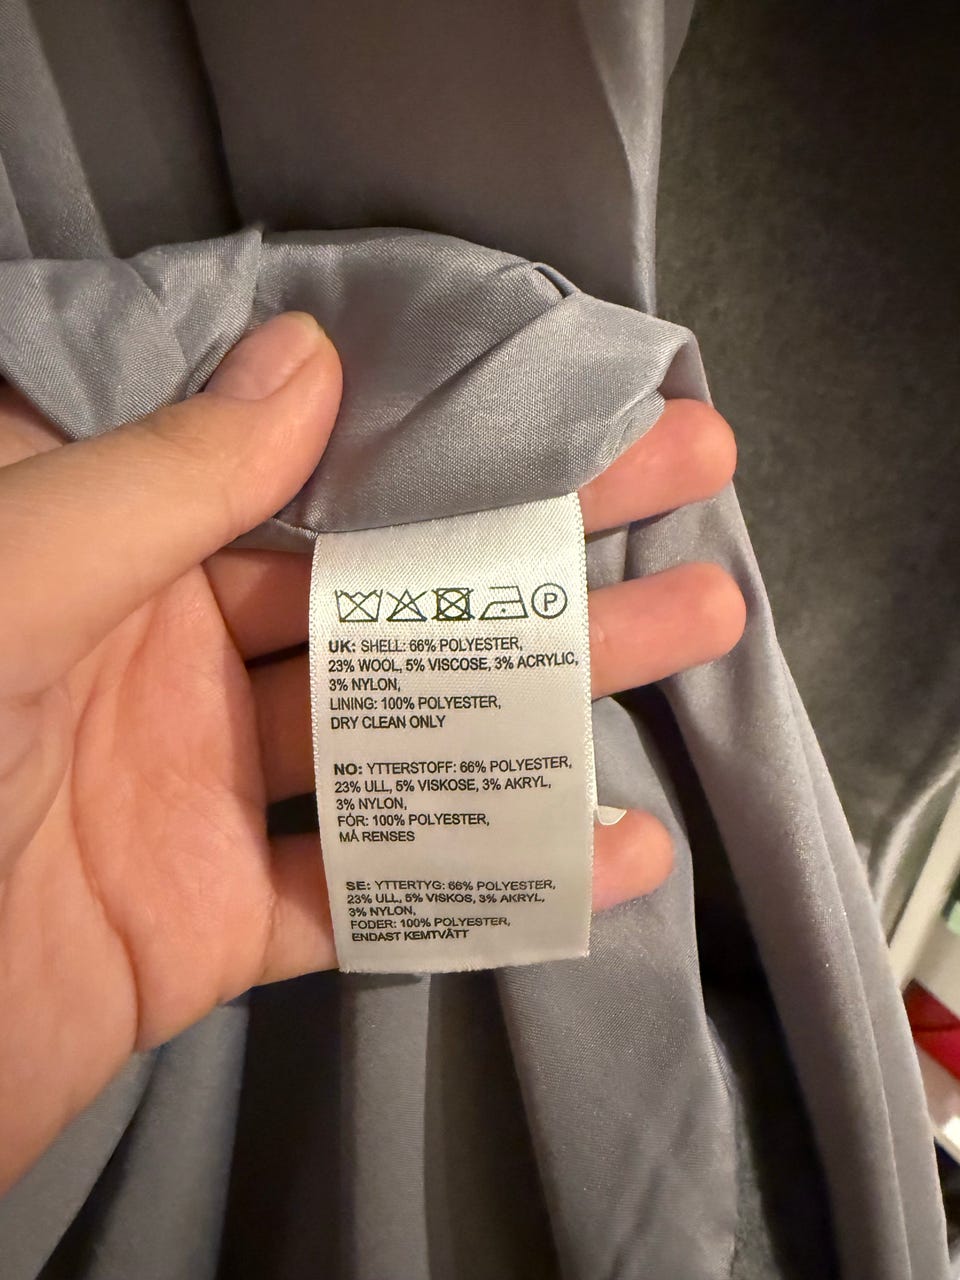 P
UK: SHELL: 66% POLYESTER,
23% WOOL, 5% VISCOSE, 3% ACRYLIC,
3% NYLON,
LINING: 100% POLYESTER,
DRY CLEAN ONLY
NO: YTTERSTOFF: 66% POLYESTER,
23% ULL, 5% VISKOSE, 3% AKRYL,
3% NYLON,
FÓR: 100% POLYESTER,
MÅ RENSES
SE: YTTERTYG: 66% POLYESTER,
23% ULL, 5% VISKOS, 3% AKRYL,
3% NYLON,
FODER: 100% POLYESTER,
ENDAST KEMTVÄTT